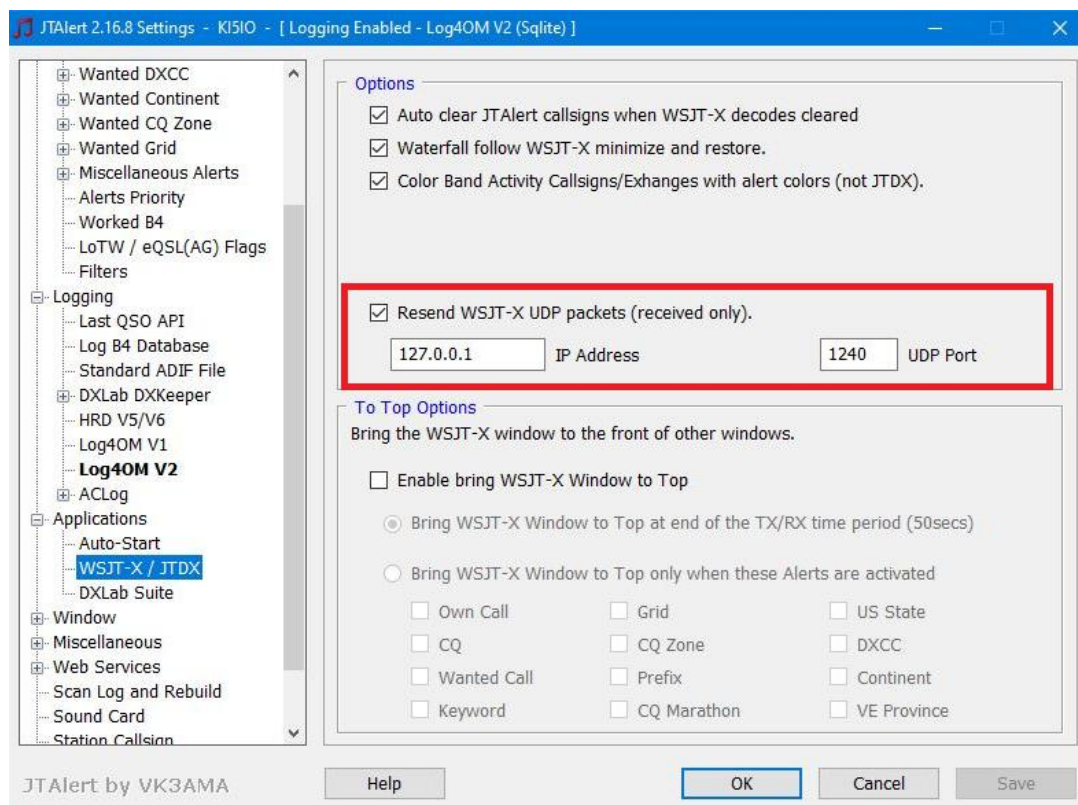 JTAlert 2.16.8 Settings - KI5IO - [ Logging Enabled - Log4OM V2 (Sqlite) ]
Wanted DXCC
Wanted Continent
Wanted CQ Zone
Wanted Grid
Miscellaneous Alerts
Alerts Priority
Worked B4
LoTW / eQSL(AG) Flags
Filters
Logging
Last QSO API
Log B4 Database
Standard ADIF File
DXLab DXKeeper
HRD V5/V6
Log4OM V1
Log4OM V2
ACLog
Applications
Auto-Start
WSJT-X / JTDX
DXLab Suite
Window
Miscellaneous
Web Services
Scan Log and Rebuild
Sound Card
Station Callsign
Options
Auto clear JTAlert callsigns when WSJT-X decodes cleared
Waterfall follow WSJT-X minimize and restore.
Color Band Activity Callsigns/Exhanges with alert colors (not JTDX).
Resend WSJT-X UDP packets (received only).
127.0.0.1 IP Address 1240 UDP Port
To Top Options
Bring the WSJT-X window to the front of other windows.
Enable bring WSJT-X Window to Top
Bring WSJT-X Window to Top at end of the TX/RX time period (50secs)
Bring WSJT-X Window to Top only when these Alerts are activated
Own Call Grid US State
CQ CQ Zone DXCC
Wanted Call Prefix Continent
Keyword CQ Marathon VE Province
JTAlert by VK3AMA Help OK Cancel Save